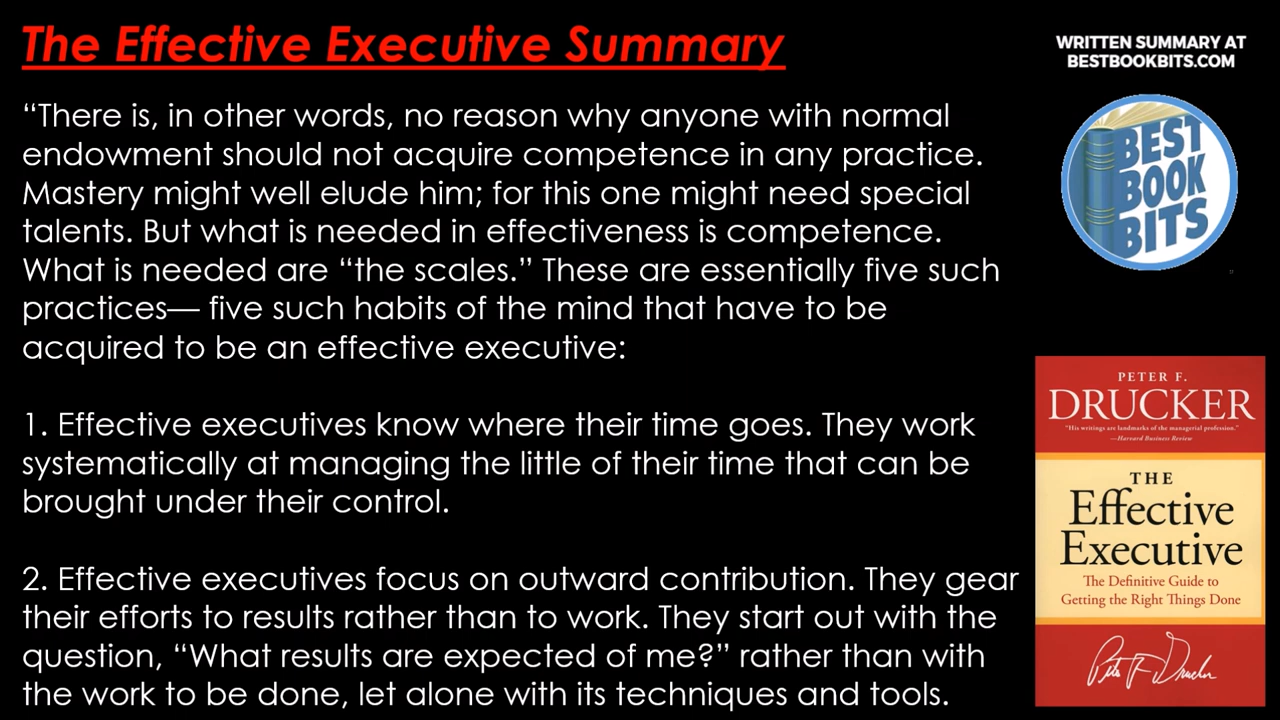 The Effective Executive Summary
“There is, in other words, no reason why anyone with normal
endowment should not acquire competence in any practice.
Mastery might well elude him; for this one might need special
talents. But what is needed in effectiveness is competence.
What is needed are “the scales.” These are essentially five such
practices— five such habits of the mind that have to be
acquired to be an effective executive:
1. Effective executives know where their time goes. They work
systematically at managing the little of their time that can be
brought under their control.
2. Effective executives focus on outward contribution. They gear
their efforts to results rather than to work. They start out with the
question, “What results are expected of me?” rather than with
the work to be done, let alone with its techniques and tools.
WRITTEN SUMMARY AT
BESTBOOKBITS.COM
BEST
BOOK
BITS
PETER F.
DRUCKER
"His writings are landmarks of the managerial profession."
—Harvard Business Review
THE
Effective
Executive
The Definitive Guide to
Getting the Right Things Done
Peter F. Drucker